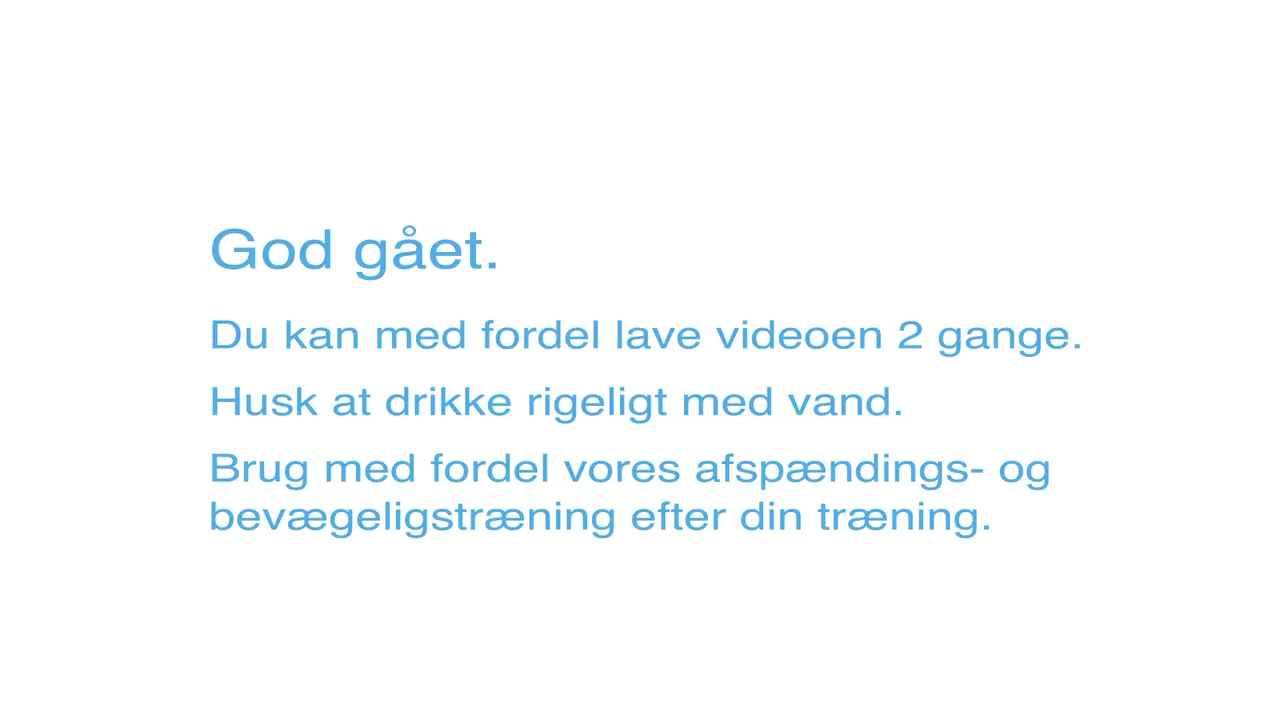 God gået.
Du kan med fordel lave videoen 2 gange.
Husk at drikke rigeligt med vand.
Brug med fordel vores afspændings- og
bevægeligstræning efter din træning.